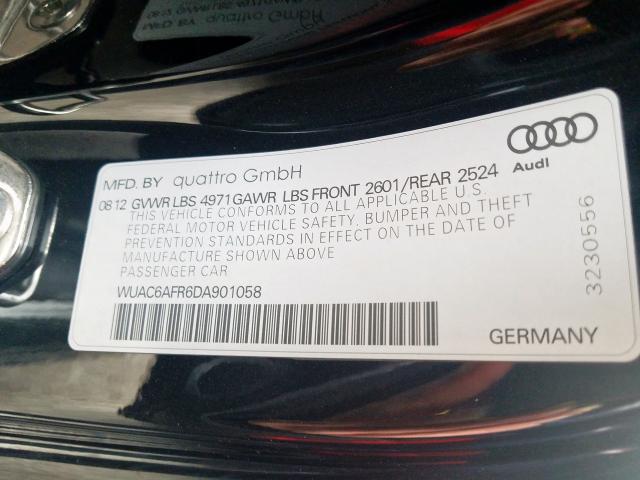 MFD. BY quattro GmbH
Audi
0812 GVWR LBS 4971 GAWR LBS FRONT 2601/REAR 2524
THIS VEHICLE CONFORMS TO ALL APPLICABLE U.S.
FEDERAL MOTOR VEHICLE SAFETY, BUMPER AND THEFT
PREVENTION STANDARDS IN EFFECT ON THE DATE OF
MANUFACTURE SHOWN ABOVE
PASSENGER CAR
WUAC6AFR6DA901058
GERMANY
3230556